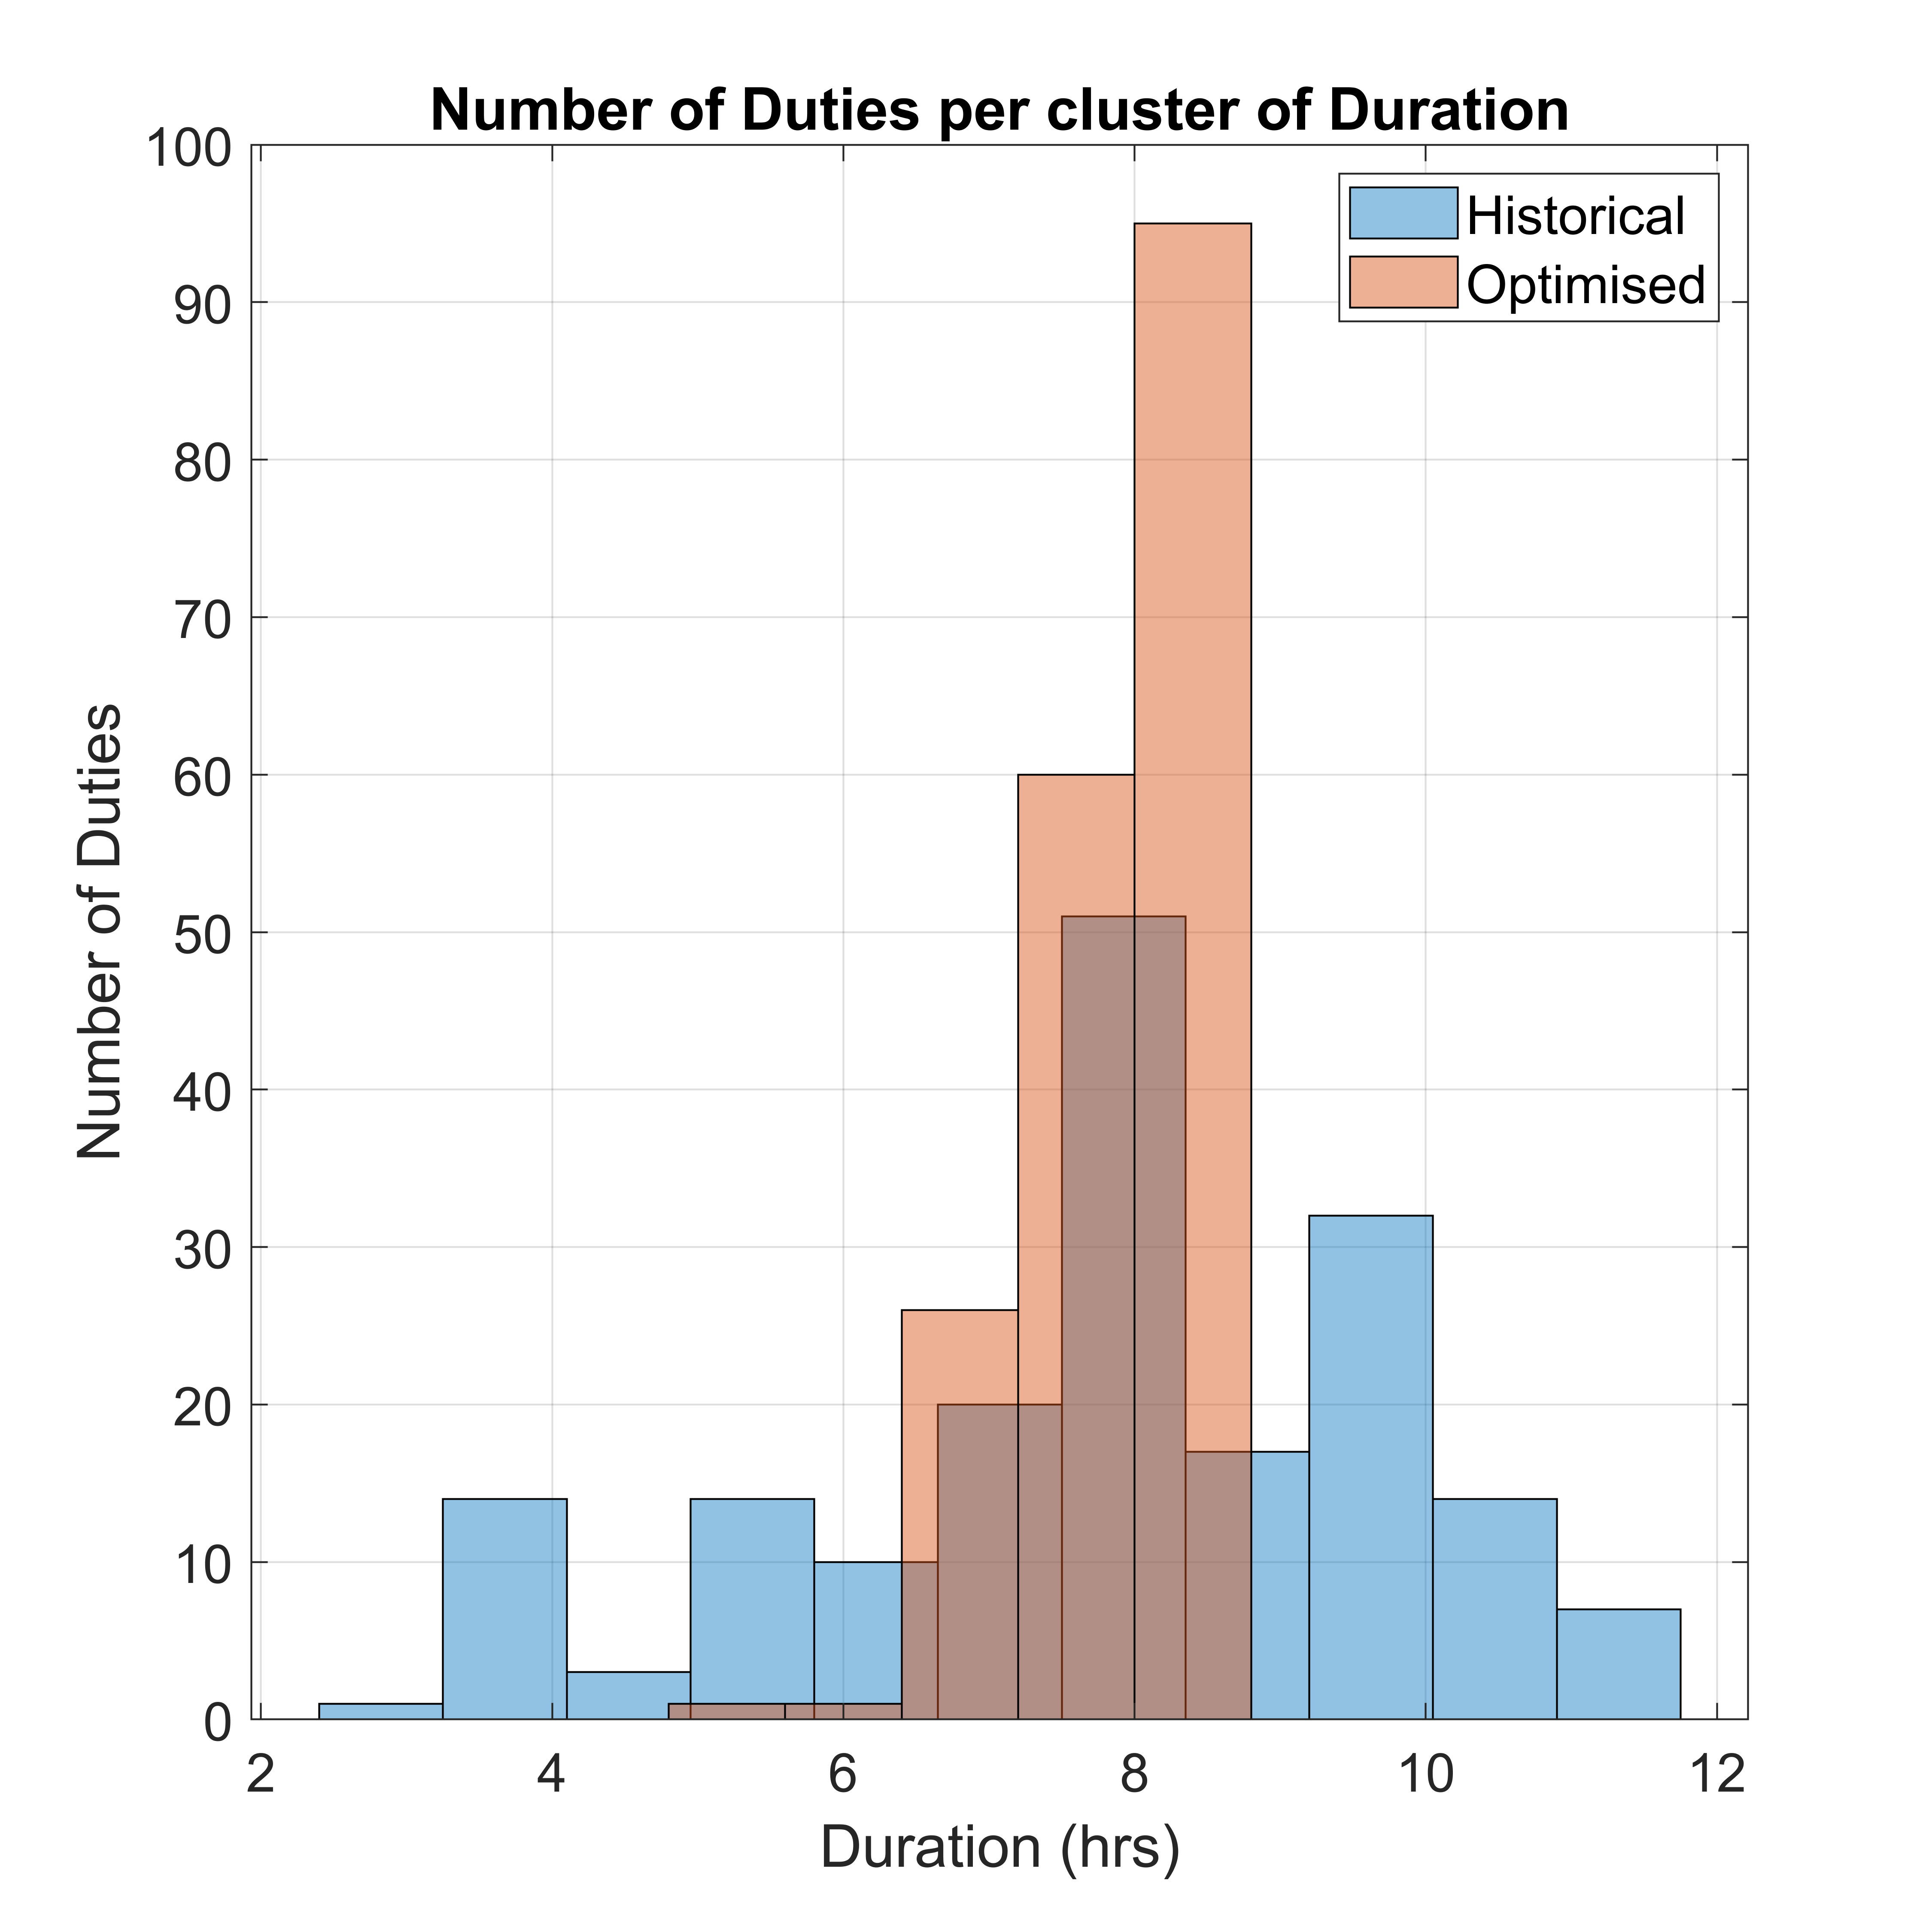 Number of Duties per cluster of Duration
Historical
Optimised
100
90
80
70
60
50
40
30
20
10
0
Number of Duties
2 4 6 8 10 12
Duration (hrs)